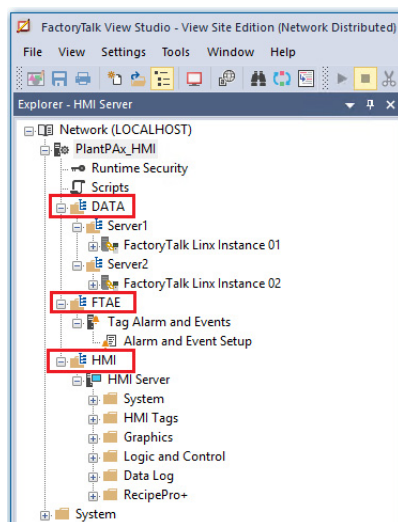 FactoryTalk View Studio - View Site Edition (Network Distributed)
File View Settings Tools Window Help
Explorer - HMI Server
Network (LOCALHOST)
PlantPAx_HMI
Runtime Security
Scripts
DATA
Server1
FactoryTalk Linx Instance 01
Server2
FactoryTalk Linx Instance 02
FTAE
Tag Alarm and Events
Alarm and Event Setup
HMI
HMI Server
System
HMI Tags
Graphics
Logic and Control
Data Log
RecipePro+
System